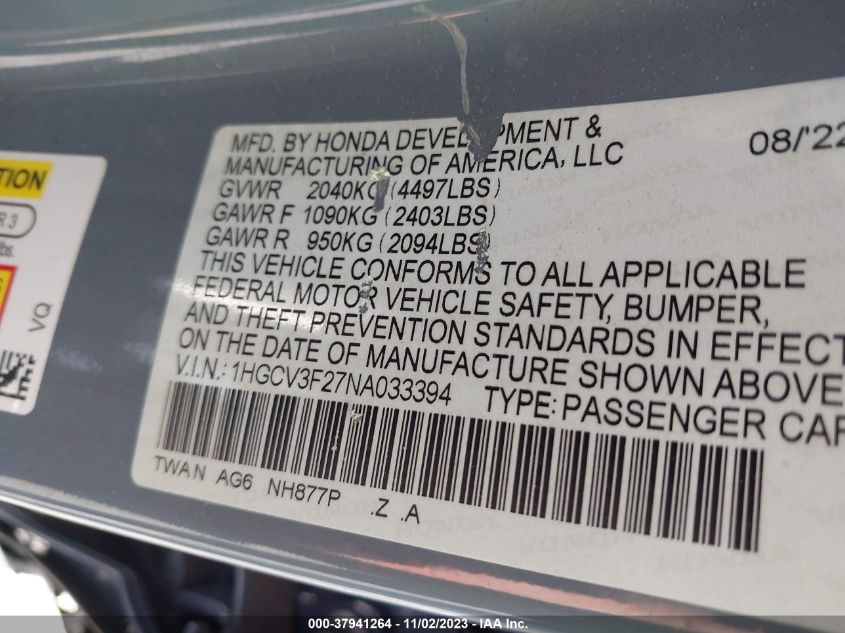 TION
R 3
lbs.
VQ
MFD. BY HONDA DEVELOPMENT & 08/'22
MANUFACTURING OF AMERICA, LLC
GVWR 2040KG (4497LBS)
GAWR F 1090KG (2403LBS)
GAWR R 950KG (2094LBS)
THIS VEHICLE CONFORMS TO ALL APPLICABLE
FEDERAL MOTOR VEHICLE SAFETY, BUMPER,
AND THEFT PREVENTION STANDARDS IN EFFECT
ON THE DATE OF MANUFACTURE SHOWN ABOVE
V.I.N.: 1HGCV3F27NA033394 TYPE: PASSENGER CAR
TWA N AG6 NH877P .Z .A
000-37941264 - 11/02/2023 - IAA Inc.